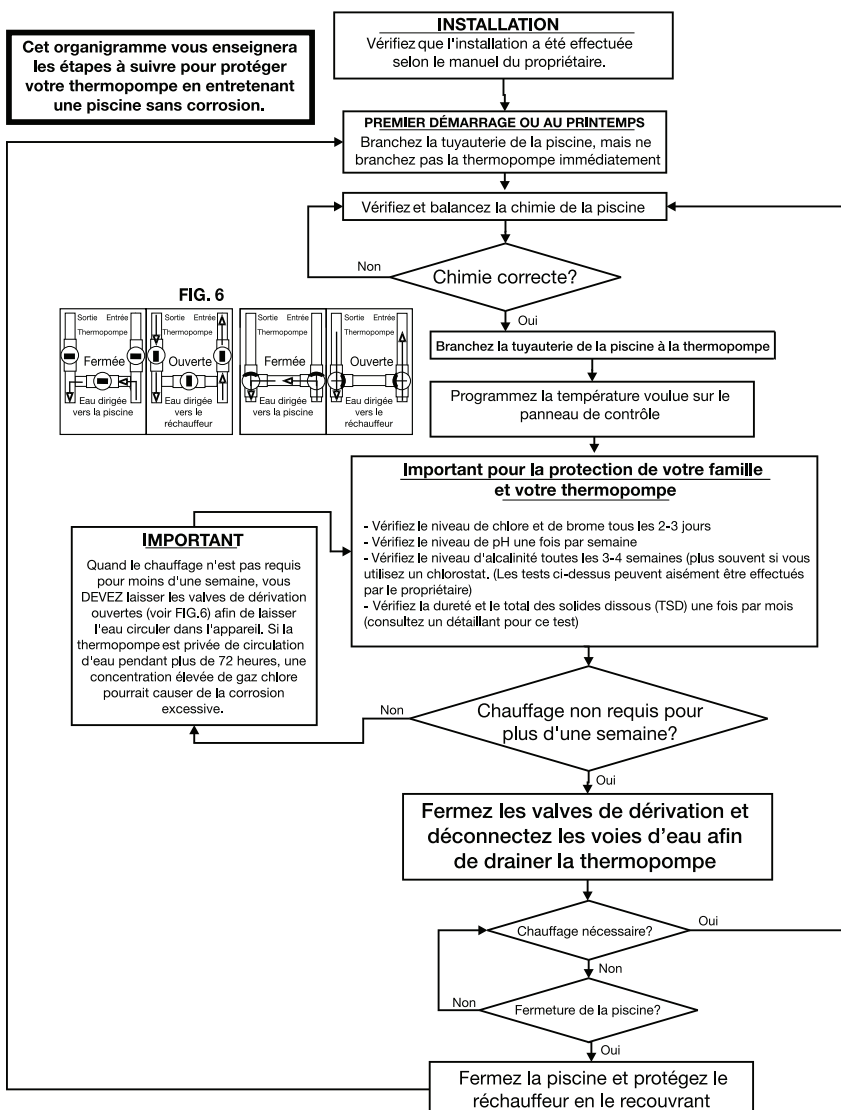 Cet organigramme vous enseignera
les étapes à suivre pour protéger
votre thermopompe en entretenant
une piscine sans corrosion.
INSTALLATION
Vérifiez que l'installation a été effectuée
selon le manuel du propriétaire.
PREMIER DÉMARRAGE OU AU PRINTEMPS
Branchez la tuyauterie de la piscine, mais ne
branchez pas la thermopompe immédiatement
Vérifiez et balancez la chimie de la piscine
Non
Chimie correcte?
Oui
FIG. 6
Sortie Entrée
Thermopompe
Fermée
Eau dirigée
vers la piscine
Sortie Entrée
Thermopompe
Ouverte
Eau dirigée
vers le
réchauffeur
Sortie Entrée
Thermopompe
Fermée
Eau dirigée
vers la piscine
Sortie Entrée
Thermopompe
Ouverte
Eau dirigée
vers le
réchauffeur
Branchez la tuyauterie de la piscine à la thermopompe
Programmez la température voulue sur le
panneau de contrôle
Important pour la protection de votre famille
et votre thermopompe
- Vérifiez le niveau de chlore et de brome tous les 2-3 jours
- Vérifiez le niveau de pH une fois par semaine
- Vérifiez le niveau d'alcalinité toutes les 3-4 semaines (plus souvent si vous
utilisez un chlorostat. (Les tests ci-dessus peuvent aisément être effectués
par le propriétaire)
- Vérifiez la dureté et le total des solides dissous (TSD) une fois par mois
(consultez un détaillant pour ce test)
IMPORTANT
Quand le chauffage n'est pas requis
pour moins d'une semaine, vous
DEVEZ laisser les valves de dérivation
ouvertes (voir FIG.6) afin de laisser
l'eau circuler dans l'appareil. Si la
thermopompe est privée de circulation
d'eau pendant plus de 72 heures, une
concentration élevée de gaz chlore
pourrait causer de la corrosion
excessive.
Non
Chauffage non requis pour
plus d'une semaine?
Oui
Fermez les valves de dérivation et
déconnectez les voies d'eau afin
de drainer la thermopompe
Chauffage nécessaire?
Oui
Non
Non
Fermeture de la piscine?
Oui
Fermez la piscine et protégez le
réchauffeur en le recouvrant